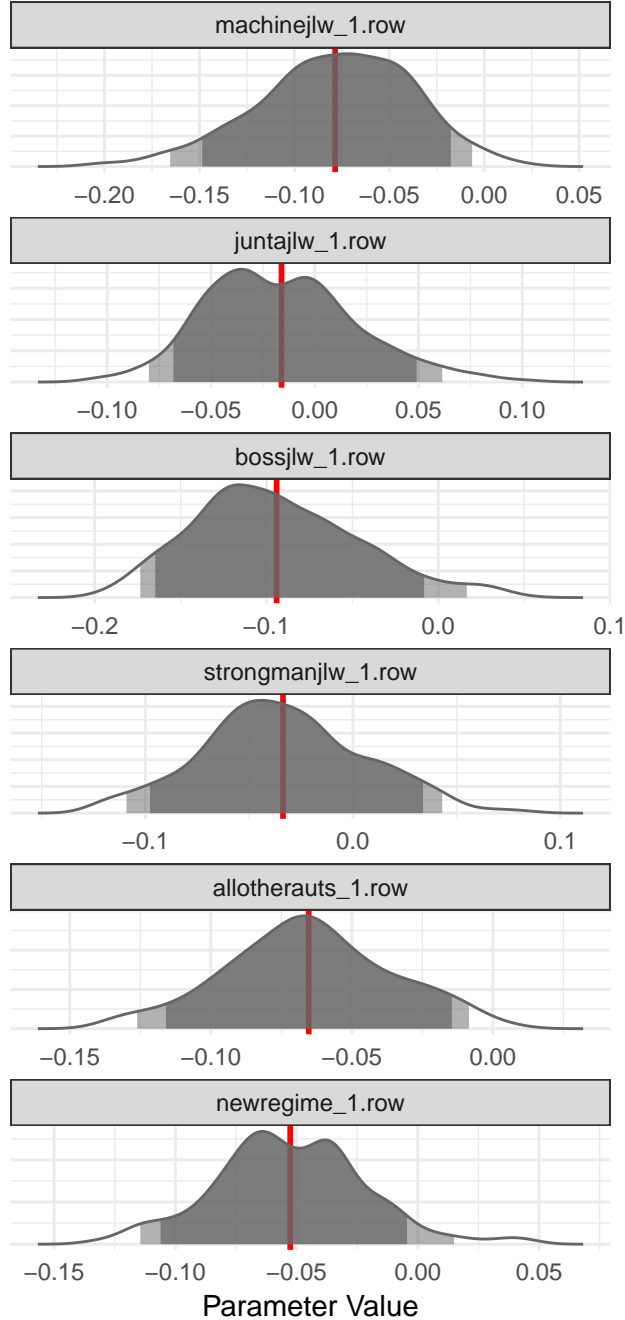 machinejlw_1.row
−0.20 −0.15 −0.10 −0.05 0.00 0.05
juntajlw_1.row
−0.10 −0.05 0.00 0.05 0.10
bossjlw_1.row
−0.2 −0.1 0.0 0.1
strongmanjlw_1.row
−0.1 0.0 0.1
allotherauts_1.row
−0.15 −0.10 −0.05 0.00
newregime_1.row
−0.15 −0.10 −0.05 0.00 0.05
Parameter Value